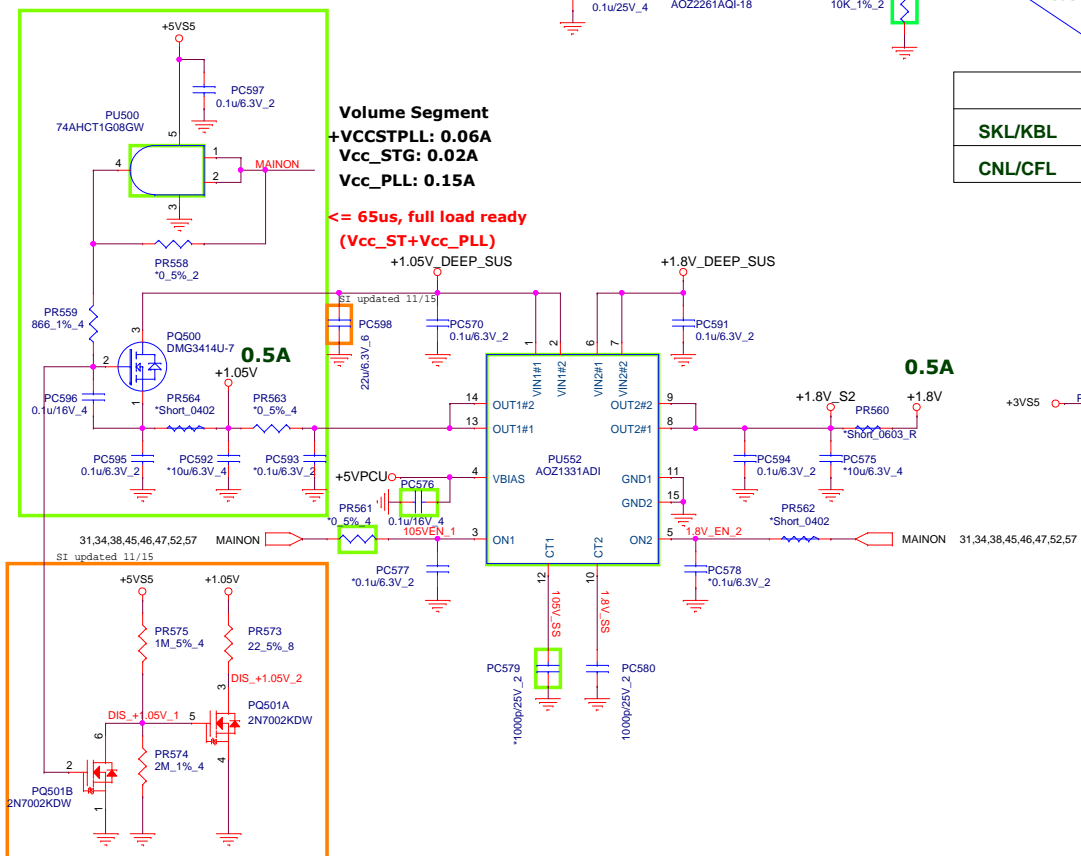 0.1u/25V_4
AOZ2261AQI-18
10K_1%_2
+5VS5
PC597
0.1u/6.3V_2
PU500
74AHCT1G08GW
5
4
1
2
3
MAINON
PR558
*0_5%_2
Volume Segment
+VCCSTPLL: 0.06A
Vcc_STG: 0.02A
Vcc_PLL: 0.15A
<= 65us, full load ready
(Vcc_ST+Vcc_PLL)
SKL/KBL
CNL/CFL
+1.05V_DEEP_SUS
+1.8V_DEEP_SUS
SI updated 11/15
PR559
866_1%_4
3
PQ500
DMG3414U-7
2
1
0.5A
+1.05V
PC598
22u/6.3V_6
PC570
0.1u/6.3V_2
PC591
0.1u/6.3V_2
PC596
0.1u/16V_4
PR564
*Short_0402
PR563
*0_5%_4
PC595
0.1u/6.3V_2
PC592
*10u/6.3V_4
PC593
*0.1u/6.3V_2
1
2
6
7
VIN1#1
VIN1#2
VIN2#1
VIN2#2
14
OUT1#2
13
OUT1#1
OUT2#2
9
OUT2#1
8
PU552
AOZ1331ADI
4
VBIAS
GND1
11
GND2
15
3
ON1
ON2
5
CT1
CT2
12
10
0.5A
+1.8V_S2
PR560
*Short_0603_R
+1.8V
+3VS5
PC594
0.1u/6.3V_2
PC575
*10u/6.3V_4
+5VPCU
PC576
0.1u/16V_4
PR561
*0_5%_4
105VEN_1
31,34,38,45,46,47,52,57
MAINON
PC577
*0.1u/6.3V_2
1.8V_EN_2
PR562
*Short_0402
MAINON
31,34,38,45,46,47,52,57
PC578
*0.1u/6.3V_2
105V_SS
1.8V_SS
PC579
*1000p/25V_2
PC580
1000p/25V_2
SI updated 11/15
+5VS5
+1.05V
PR575
1M_5%_4
PR573
22_5%_8
DIS_+1.05V_2
3
PQ501A
2N7002KDW
DIS_+1.05V_1
5
4
6
2
PR574
2M_1%_4
PQ501B
2N7002KDW
1